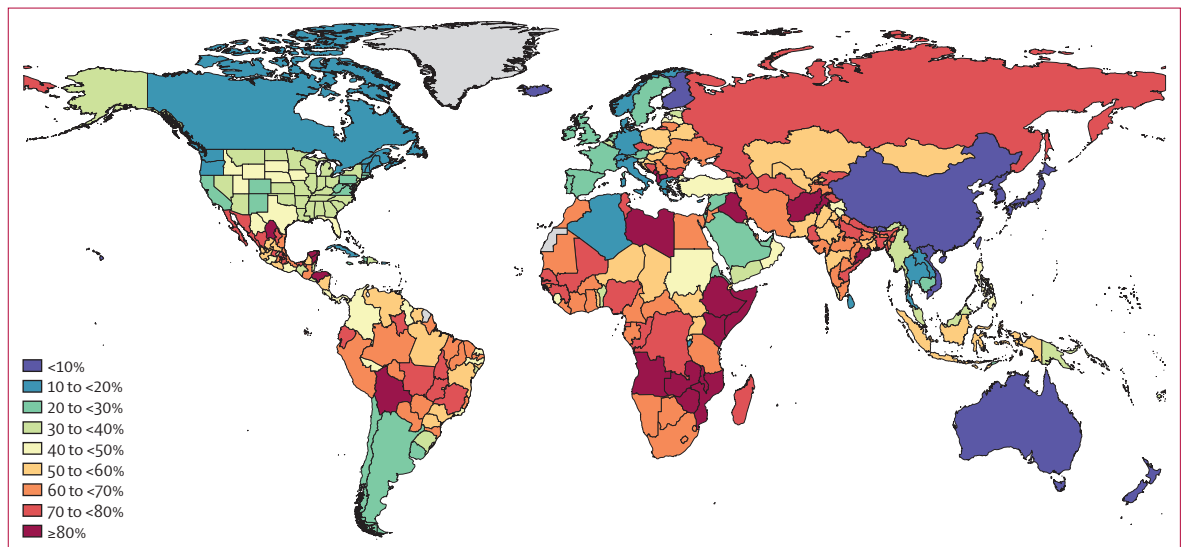 <10%
10 to <20%
20 to <30%
30 to <40%
40 to <50%
50 to <60%
60 to <70%
70 to <80%
≥80%